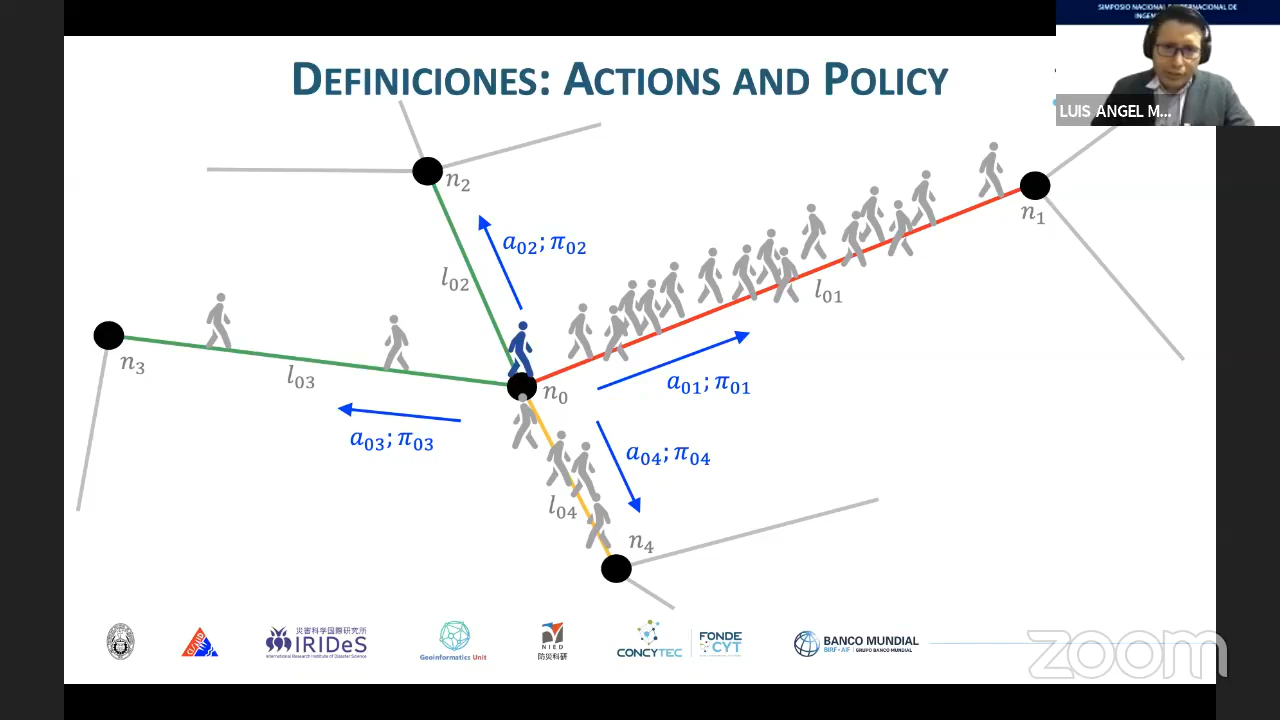 SIMPOSIO NACIONAL E INTERNACIONAL DE
LUIS ANGEL M...
DEFINICIONES: ACTIONS AND POLICY
n2
n1
a02; π02
l02
l01
n3
l03
n0
a01; π01
a03; π03
a04; π04
l04
n4
CISMID
災害科学国際研究所
IRIDeS
International Research Institute of Disaster Science
Geoinformatics Unit
NIED
防災科研
CONCYTEC
FONDE
CYT
BANCO MUNDIAL
BIRF • AIF | GRUPO BANCO MUNDIAL
zoom